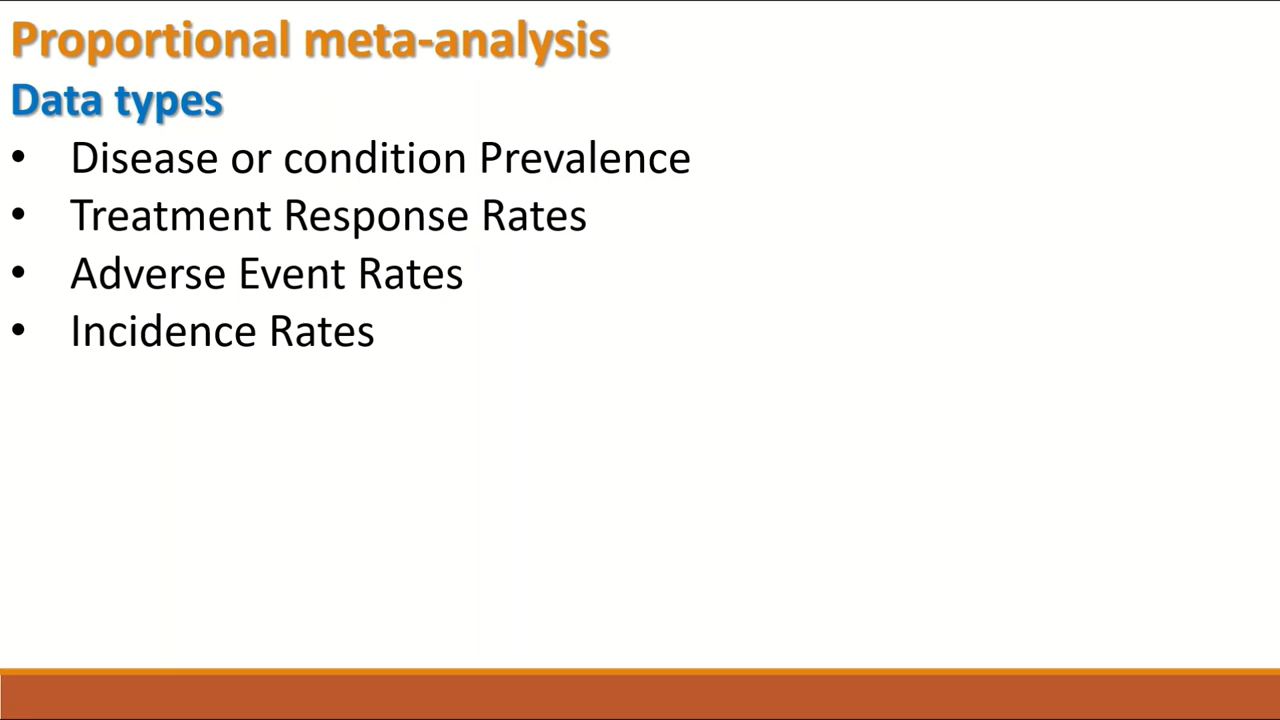 Proportional meta-analysis
Data types
• Disease or condition Prevalence
• Treatment Response Rates
• Adverse Event Rates
• Incidence Rates